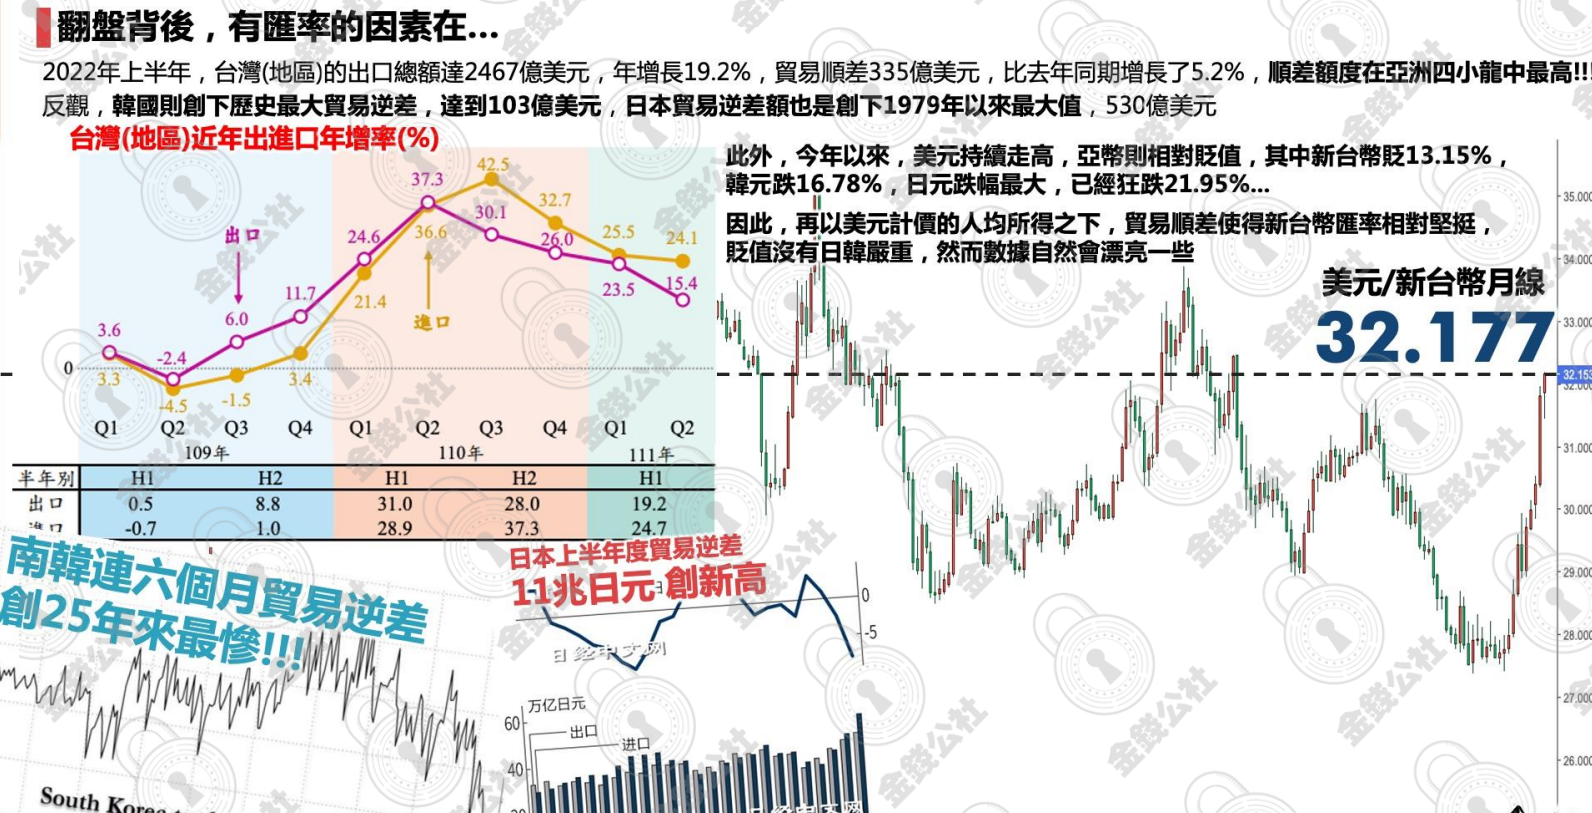 翻盤背後，有匯率的因素在...
2022年上半年，台灣(地區)的出口總額達2467億美元，年增長19.2%，貿易順差335億美元，比去年同期增長了5.2%，順差額度在亞洲四小龍中最高!!!
反觀，韓國則創下歷史最大貿易逆差，達到103億美元，日本貿易逆差額也是創下1979年以來最大值，530億美元
台灣(地區)近年出進口年增率(%)
此外，今年以來，美元持續走高，亞幣則相對貶值，其中新台幣貶13.15%，
韓元跌16.78%，日元跌幅最大，已經狂跌21.95%...
因此，再以美元計價的人均所得之下，貿易順差使得新台幣匯率相對堅挺，
貶值沒有日韓嚴重，然而數據自然會漂亮一些
美元/新台幣月線
32.177
35.000
34.000
33.000
32.153
32.000
31.000
30.000
29.000
28.000
27.000
26.000
42.5
37.3
32.7
30.1
36.6
26.0
25.5
24.1
24.6
出口
21.4
23.5
15.4
11.7
進口
6.0
3.6
-2.4
0
3.3
3.4
-4.5
-1.5
Q1 Q2 Q3 Q4 Q1 Q2 Q3 Q4 Q1 Q2
109年 110年 111年
半年別 H1 H2 H1 H2 H1
出口 0.5 8.8 31.0 28.0 19.2
進口 -0.7 1.0 28.9 37.3 24.7
南韓連六個月貿易逆差
創25年來最慘!!!
South Korea
日本上半年度貿易逆差
11兆日元 創新高
0
-5
日经中文网
万亿日元
60
出口
进口
40
20
日经中文网
金錢公社